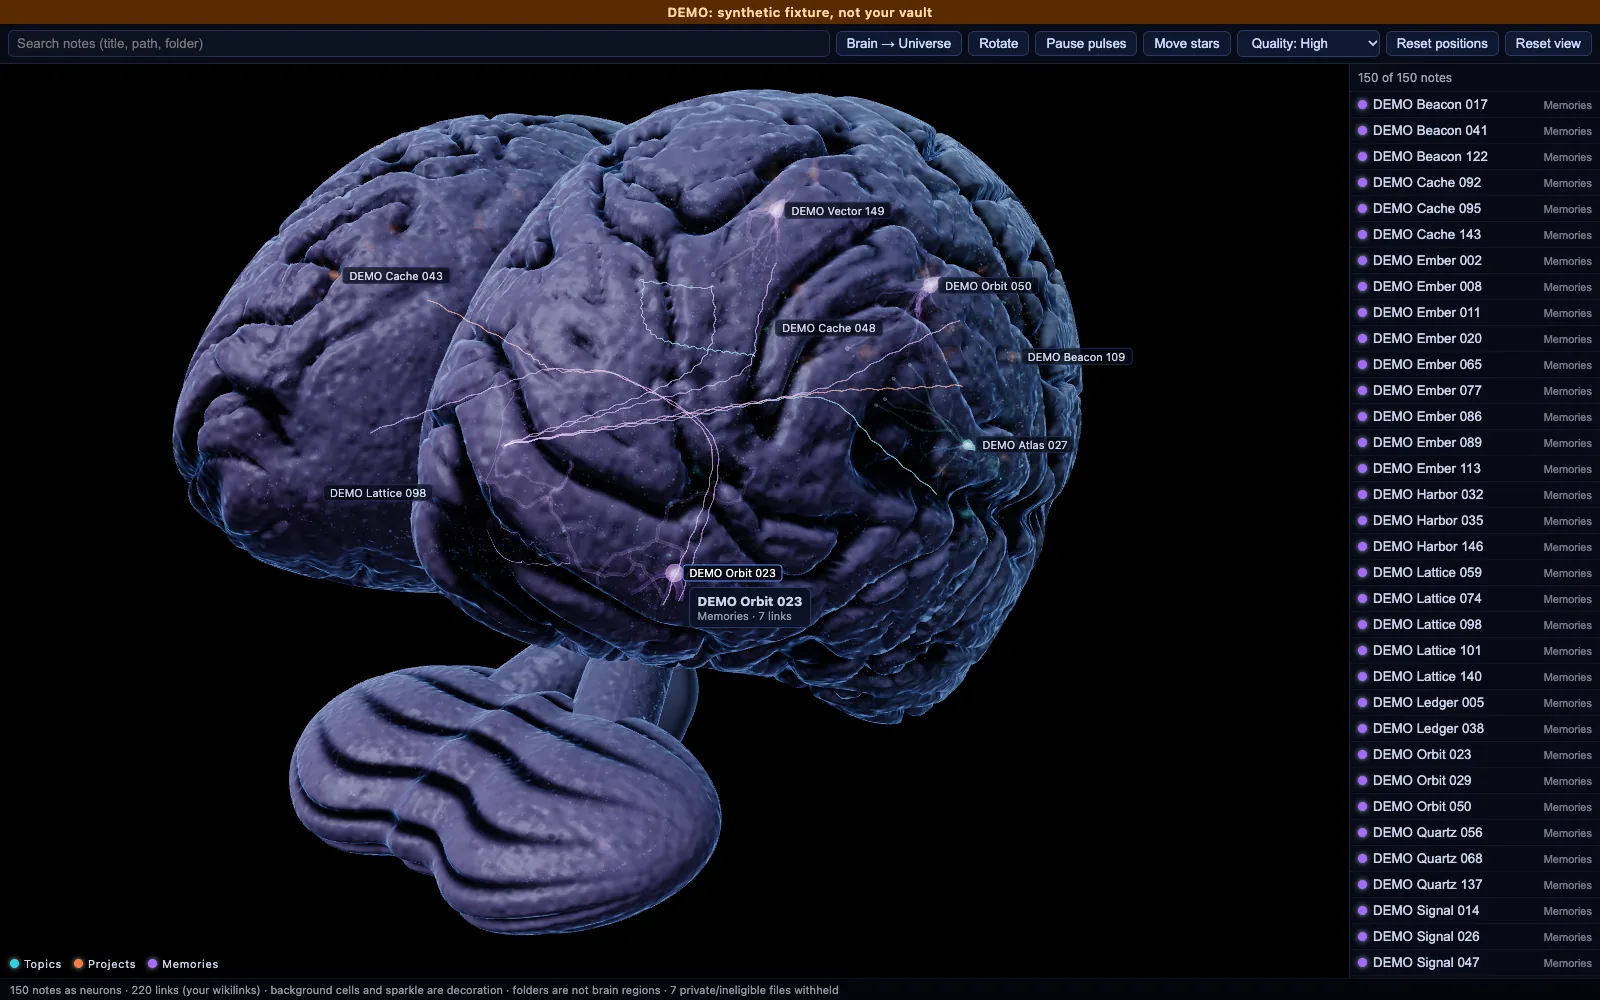 DEMO: synthetic fixture, not your vault
Search notes (title, path, folder)
Brain → Universe
Rotate
Pause pulses
Move stars
Quality: High
Reset positions
Reset view
150 of 150 notes
DEMO Beacon 017 Memories
DEMO Beacon 041 Memories
DEMO Beacon 122 Memories
DEMO Cache 092 Memories
DEMO Cache 095 Memories
DEMO Cache 143 Memories
DEMO Ember 002 Memories
DEMO Ember 008 Memories
DEMO Ember 011 Memories
DEMO Ember 020 Memories
DEMO Ember 065 Memories
DEMO Ember 077 Memories
DEMO Ember 086 Memories
DEMO Ember 089 Memories
DEMO Ember 113 Memories
DEMO Harbor 032 Memories
DEMO Harbor 035 Memories
DEMO Harbor 146 Memories
DEMO Lattice 059 Memories
DEMO Lattice 074 Memories
DEMO Lattice 098 Memories
DEMO Lattice 101 Memories
DEMO Lattice 140 Memories
DEMO Ledger 005 Memories
DEMO Ledger 038 Memories
DEMO Orbit 023 Memories
DEMO Orbit 029 Memories
DEMO Orbit 050 Memories
DEMO Quartz 056 Memories
DEMO Quartz 068 Memories
DEMO Quartz 137 Memories
DEMO Signal 014 Memories
DEMO Signal 026 Memories
DEMO Signal 047 Memories
DEMO Vector 149
DEMO Cache 043
DEMO Orbit 050
DEMO Cache 048
DEMO Beacon 109
DEMO Atlas 027
DEMO Lattice 098
DEMO Orbit 023
DEMO Orbit 023
Memories · 7 links
Topics Projects Memories
150 notes as neurons · 220 links (your wikilinks) · background cells and sparkle are decoration · folders are not brain regions · 7 private/ineligible files withheld